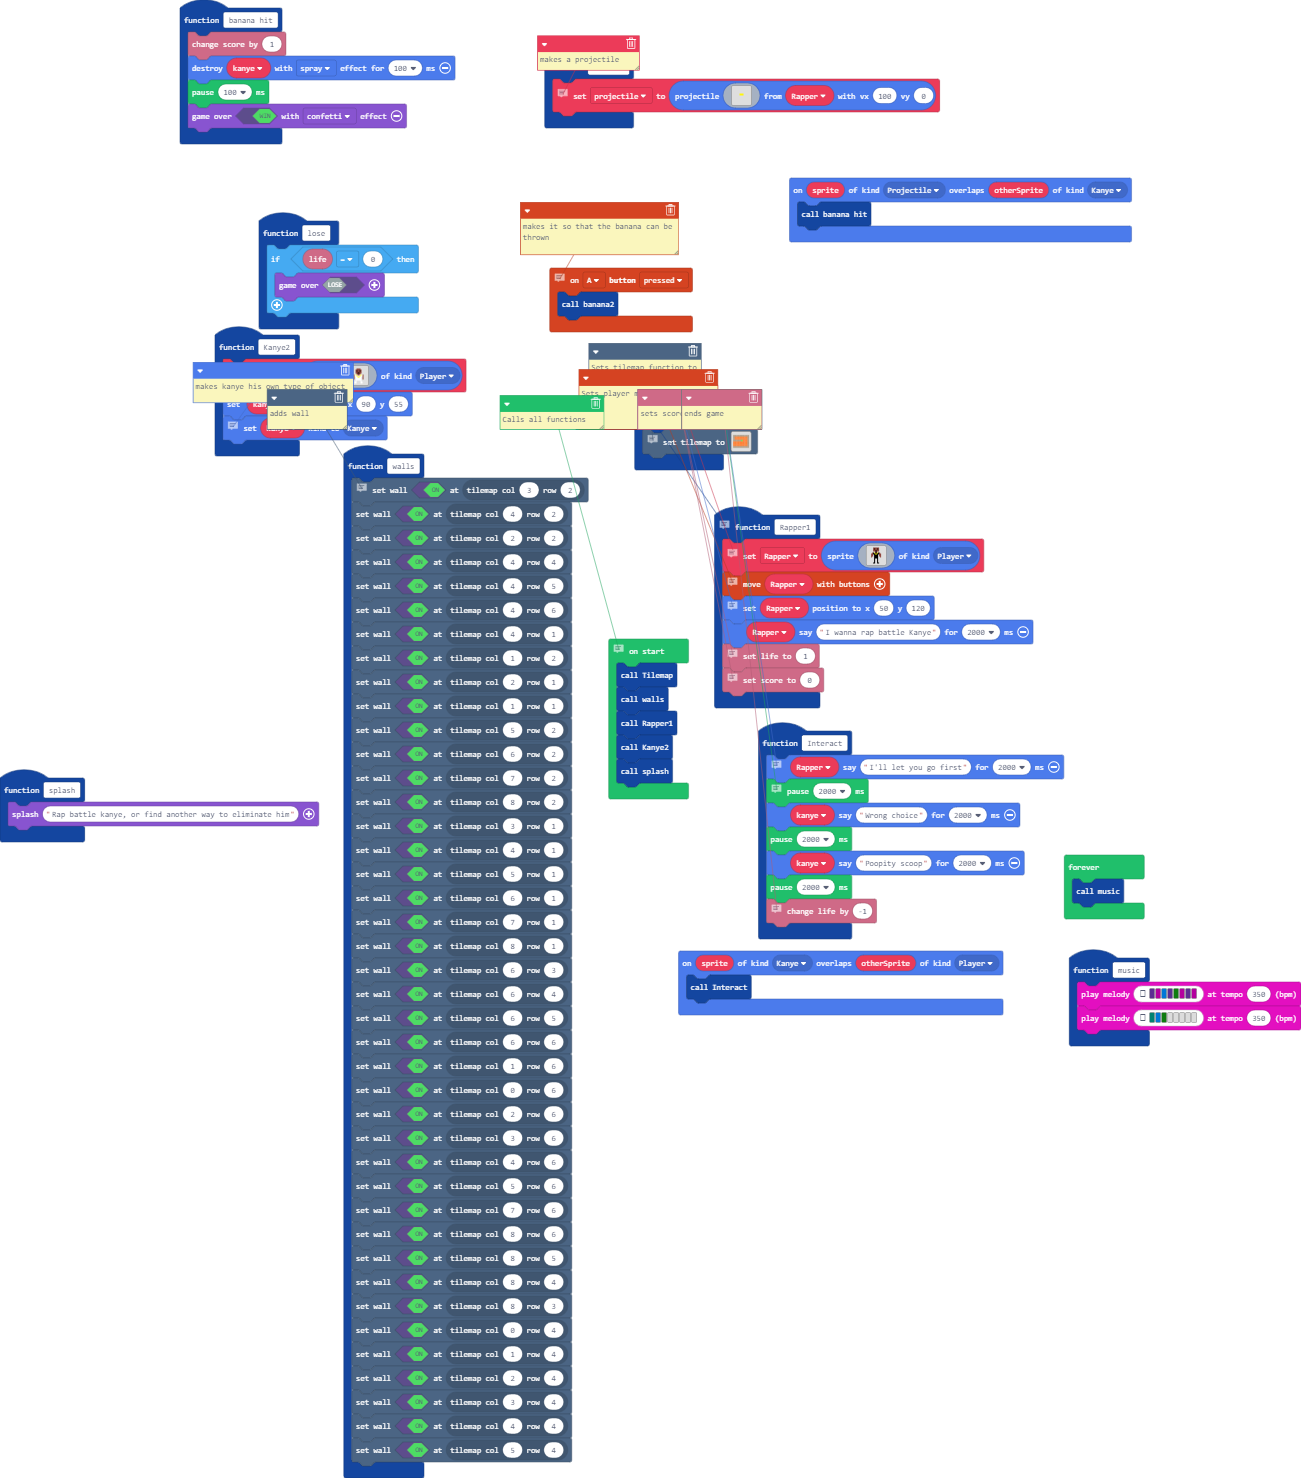 function banana hit
change score by 1
destroy kanye with spray effect for 100 ms
pause 100 ms
game over WIN with confetti effect
makes a projectile
set projectile to projectile from Rapper with vx 100 vy 0
on sprite of kind Projectile overlaps otherSprite of kind Kanye
call banana hit
makes it so that the banana can be
thrown
on A button pressed
call banana2
function lose
if life = 0 then
game over LOSE
function Kanye2
of kind Player
makes kanye his own type of object
set 90 y 55
adds wall
set Kanye
Sets tilemap function to
Sets player
Calls all functions
sets scor
ends game
set tilemap to
function walls
set wall ON at tilemap col 3 row 2
set wall ON at tilemap col 4 row 2
set wall ON at tilemap col 2 row 2
set wall ON at tilemap col 4 row 4
set wall ON at tilemap col 4 row 5
set wall ON at tilemap col 4 row 6
set wall ON at tilemap col 4 row 1
set wall ON at tilemap col 1 row 2
set wall ON at tilemap col 2 row 1
set wall ON at tilemap col 1 row 1
set wall ON at tilemap col 5 row 2
set wall ON at tilemap col 6 row 2
set wall ON at tilemap col 7 row 2
set wall ON at tilemap col 8 row 2
set wall ON at tilemap col 3 row 1
set wall ON at tilemap col 4 row 1
set wall ON at tilemap col 5 row 1
set wall ON at tilemap col 6 row 1
set wall ON at tilemap col 7 row 1
set wall ON at tilemap col 8 row 1
set wall ON at tilemap col 6 row 3
set wall ON at tilemap col 6 row 4
set wall ON at tilemap col 6 row 5
set wall ON at tilemap col 6 row 6
set wall ON at tilemap col 1 row 6
set wall ON at tilemap col 0 row 6
set wall ON at tilemap col 2 row 6
set wall ON at tilemap col 3 row 6
set wall ON at tilemap col 4 row 6
set wall ON at tilemap col 5 row 6
set wall ON at tilemap col 7 row 6
set wall ON at tilemap col 8 row 6
set wall ON at tilemap col 8 row 5
set wall ON at tilemap col 8 row 4
set wall ON at tilemap col 8 row 3
set wall ON at tilemap col 0 row 4
set wall ON at tilemap col 1 row 4
set wall ON at tilemap col 2 row 4
set wall ON at tilemap col 3 row 4
set wall ON at tilemap col 4 row 4
set wall ON at tilemap col 5 row 4
function Rapper1
set Rapper to sprite of kind Player
move Rapper with buttons
set Rapper position to x 50 y 120
Rapper say "I wanna rap battle Kanye" for 2000 ms
set life to 1
set score to 0
on start
call Tilemap
call walls
call Rapper1
call Kanye2
call splash
function Interact
Rapper say "I'll let you go first" for 2000 ms
pause 2000 ms
kanye say "Wrong choice" for 2000 ms
pause 2000 ms
kanye say "Poopity scoop" for 2000 ms
pause 2000 ms
change life by -1
function splash
splash "Rap battle kanye, or find another way to eliminate him"
forever
call music
on sprite of kind Kanye overlaps otherSprite of kind Player
call Interact
function music
play melody at tempo 350 (bpm)
play melody at tempo 350 (bpm)